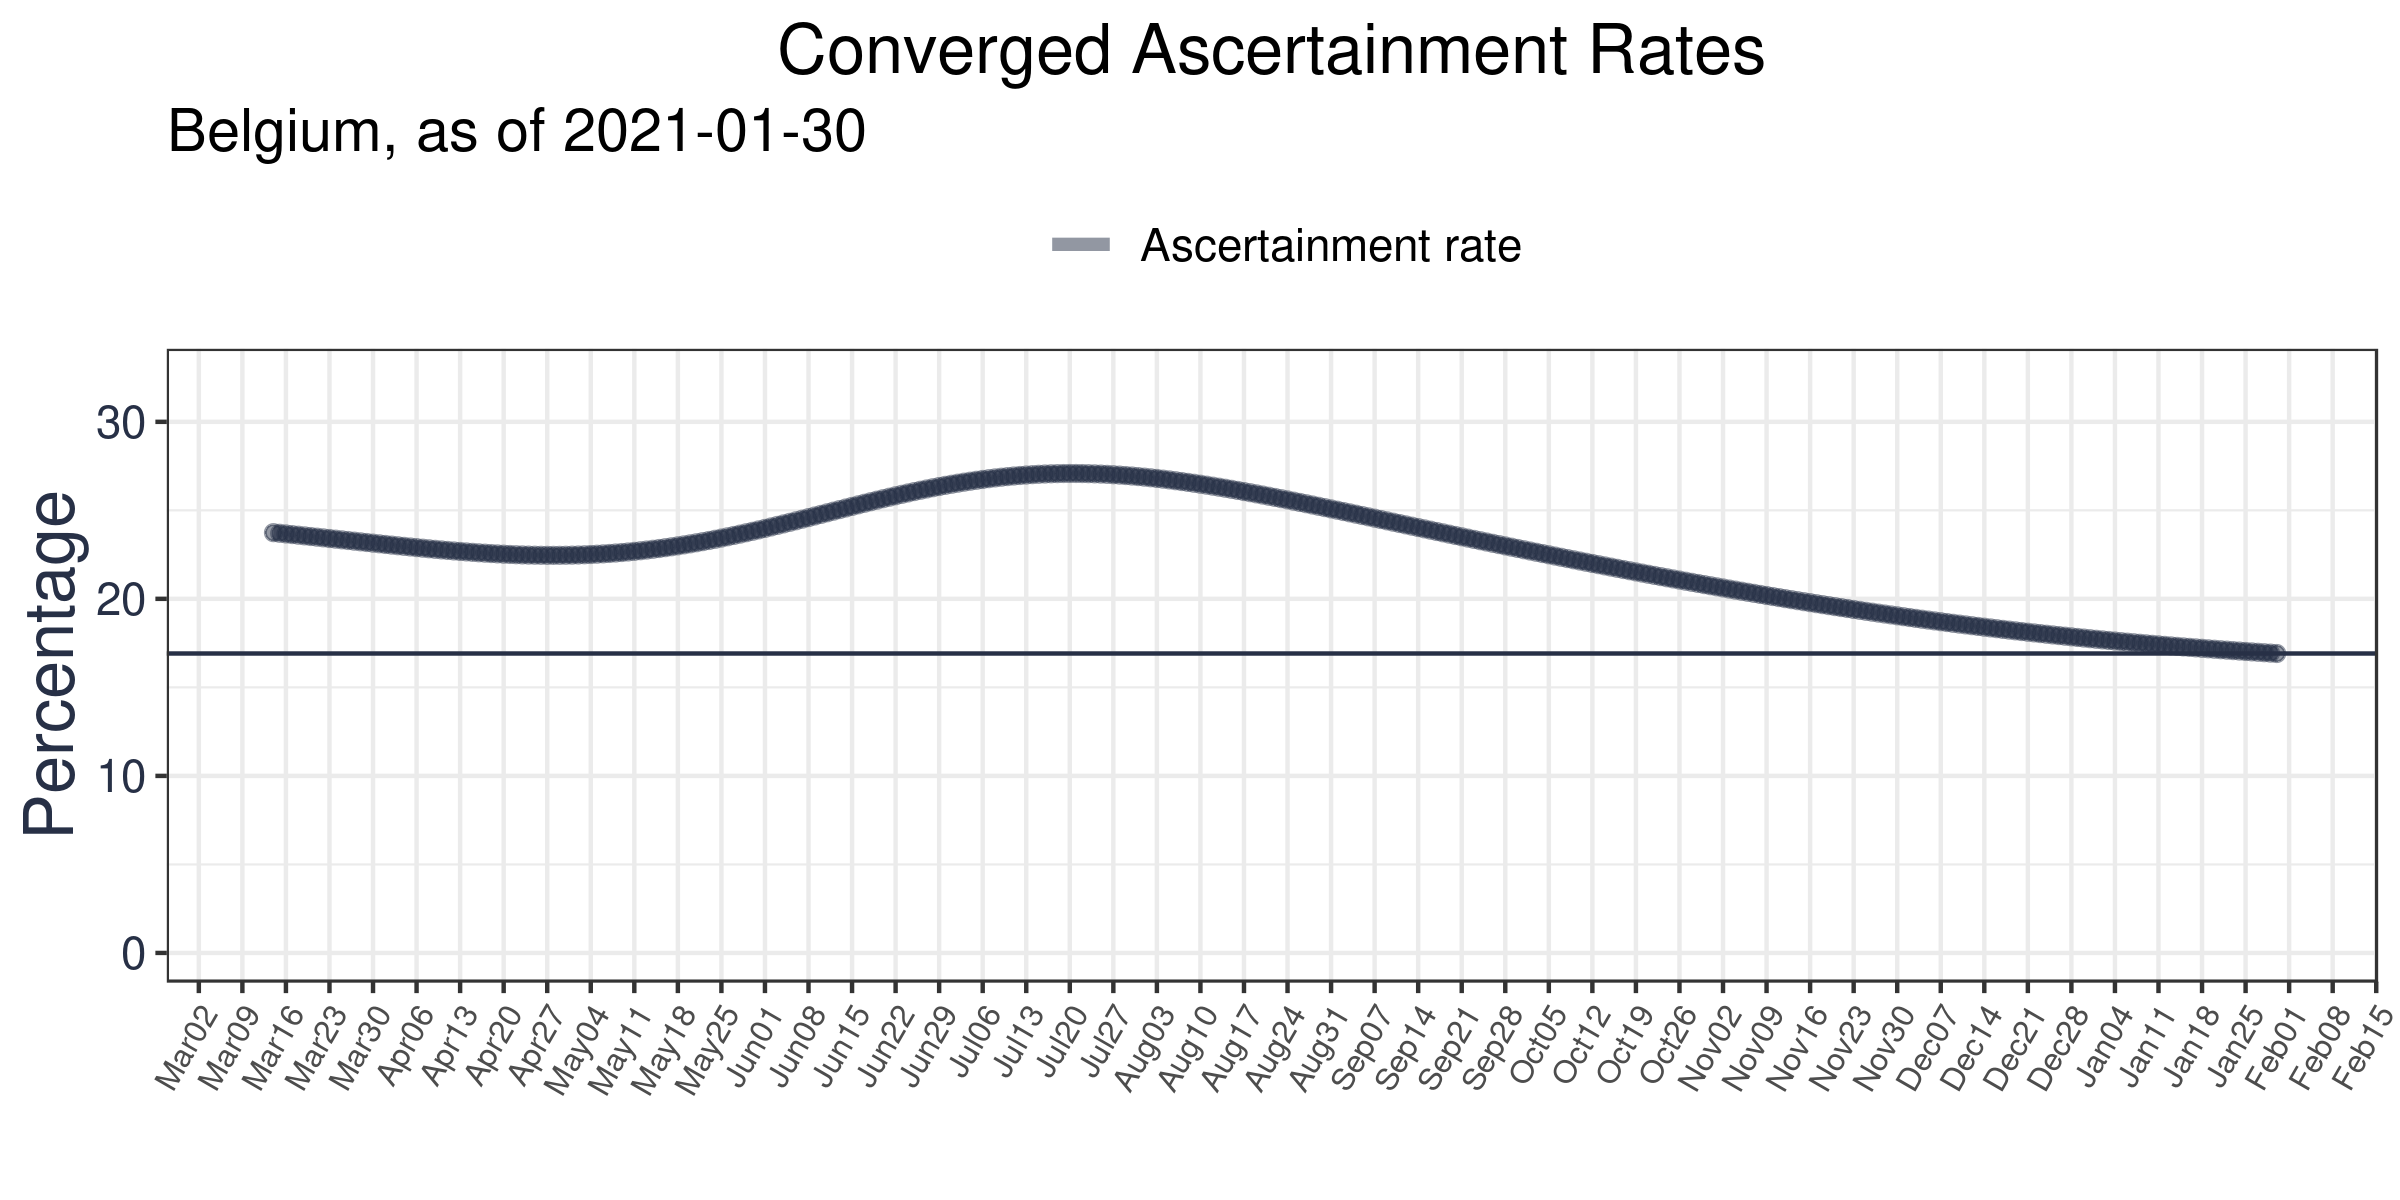 Converged Ascertainment Rates
Belgium, as of 2021-01-30
Ascertainment rate
Percentage
30
20
10
0
Mar02 Mar09 Mar16 Mar23 Mar30 Apr06 Apr13 Apr20 Apr27 May04 May11 May18 May25 Jun01 Jun08 Jun15 Jun22 Jun29 Jul06 Jul13 Jul20 Jul27 Aug03 Aug10 Aug17 Aug24 Aug31 Sep07 Sep14 Sep21 Sep28 Oct05 Oct12 Oct19 Oct26 Nov02 Nov09 Nov16 Nov23 Nov30 Dec07 Dec14 Dec21 Dec28 Jan04 Jan11 Jan18 Jan25 Feb01 Feb08 Feb15